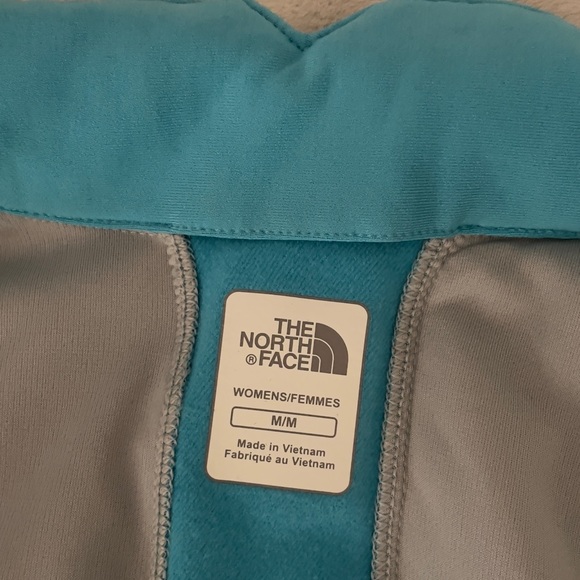 THE
NORTH
® FACE
WOMENS/FEMMES
M/M
Made in Vietnam
Fabriqué au Vietnam